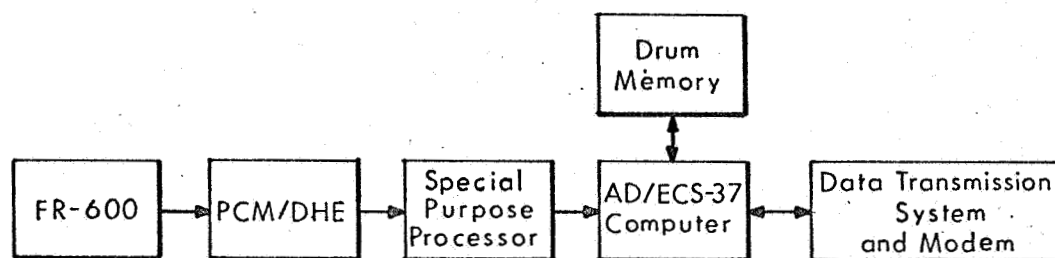 Drum
Memory
FR-600
PCM/DHE
Special
Purpose
Processor
AD/ECS-37
Computer
Data Transmission
System
and Modem